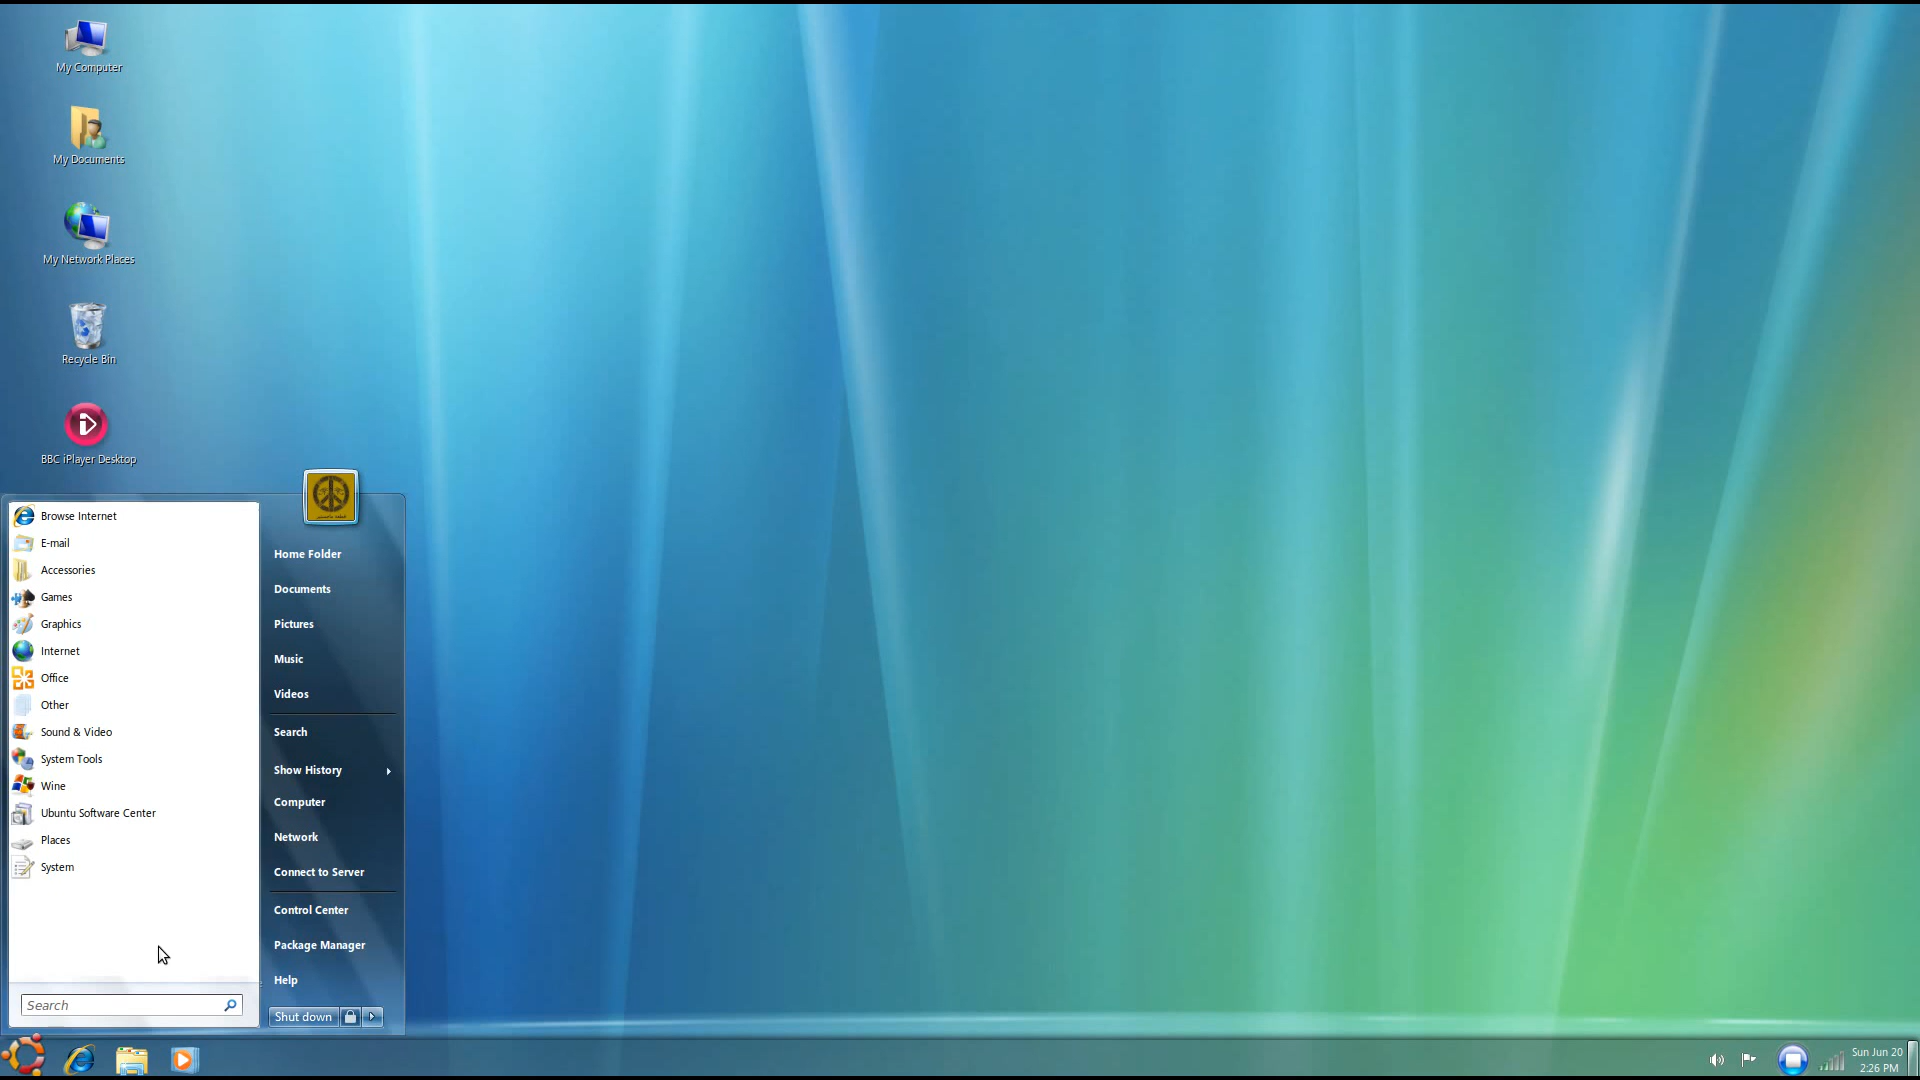 My Computer
My Documents
My Network Places
Recycle Bin
BBC iPlayer Desktop
Browse Internet
E-mail
Accessories
Games
Graphics
Internet
Office
Other
Sound & Video
System Tools
Wine
Ubuntu Software Center
Places
System
Search
Home Folder
Documents
Pictures
Music
Videos
Search
Show History
Computer
Network
Connect to Server
Control Center
Package Manager
Help
Shut down
Sun Jun 20
2:26 PM